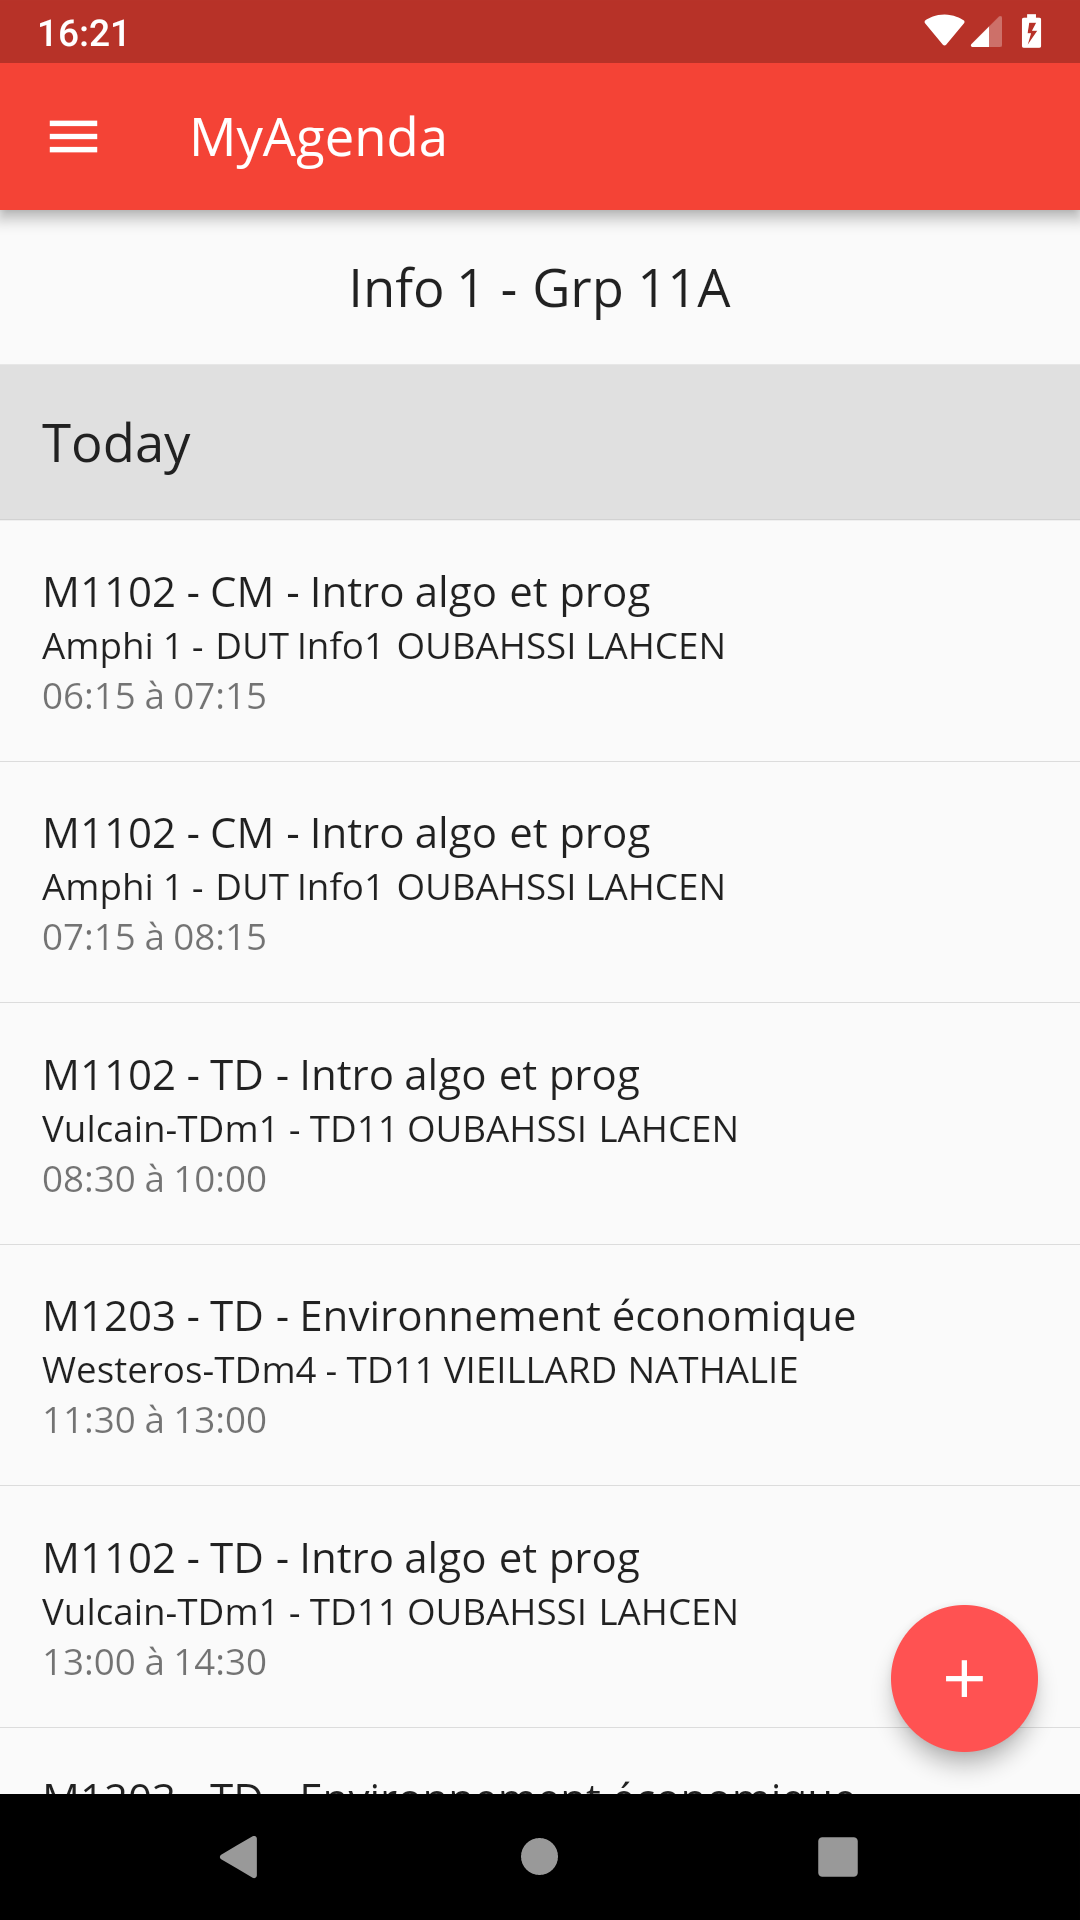 16:21
MyAgenda
Info 1 - Grp 11A
Today
M1102 - CM - Intro algo et prog
Amphi 1 - DUT Info1 OUBAHSSI LAHCEN
06:15 à 07:15
M1102 - CM - Intro algo et prog
Amphi 1 - DUT Info1 OUBAHSSI LAHCEN
07:15 à 08:15
M1102 - TD - Intro algo et prog
Vulcain-TDm1 - TD11 OUBAHSSI LAHCEN
08:30 à 10:00
M1203 - TD - Environnement économique
Westeros-TDm4 - TD11 VIEILLARD NATHALIE
11:30 à 13:00
M1102 - TD - Intro algo et prog
Vulcain-TDm1 - TD11 OUBAHSSI LAHCEN
13:00 à 14:30
M1203 - TD - Environnement économique